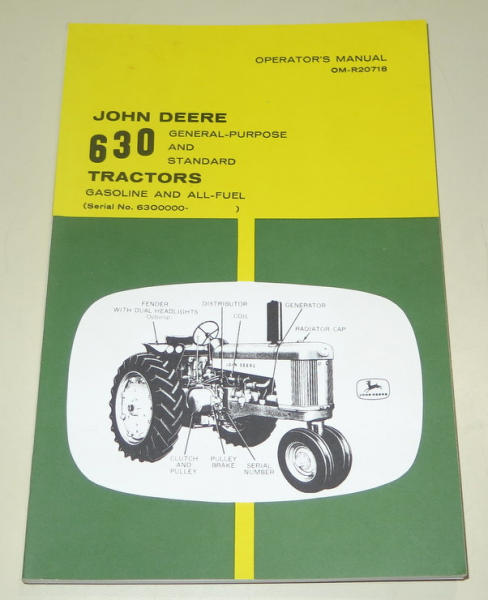 OPERATOR'S MANUAL
OM-R20718
JOHN DEERE
630 GENERAL-PURPOSE
AND
STANDARD
TRACTORS
GASOLINE AND ALL-FUEL
(Serial No. 6300000- )
FENDER
WITH DUAL HEADLIGHTS
Optional
DISTRIBUTOR
COIL
GENERATOR
RADIATOR CAP
JOHN DEERE
JOHN DEERE
CLUTCH
AND
PULLEY
PULLEY
BRAKE
SERIAL
NUMBER